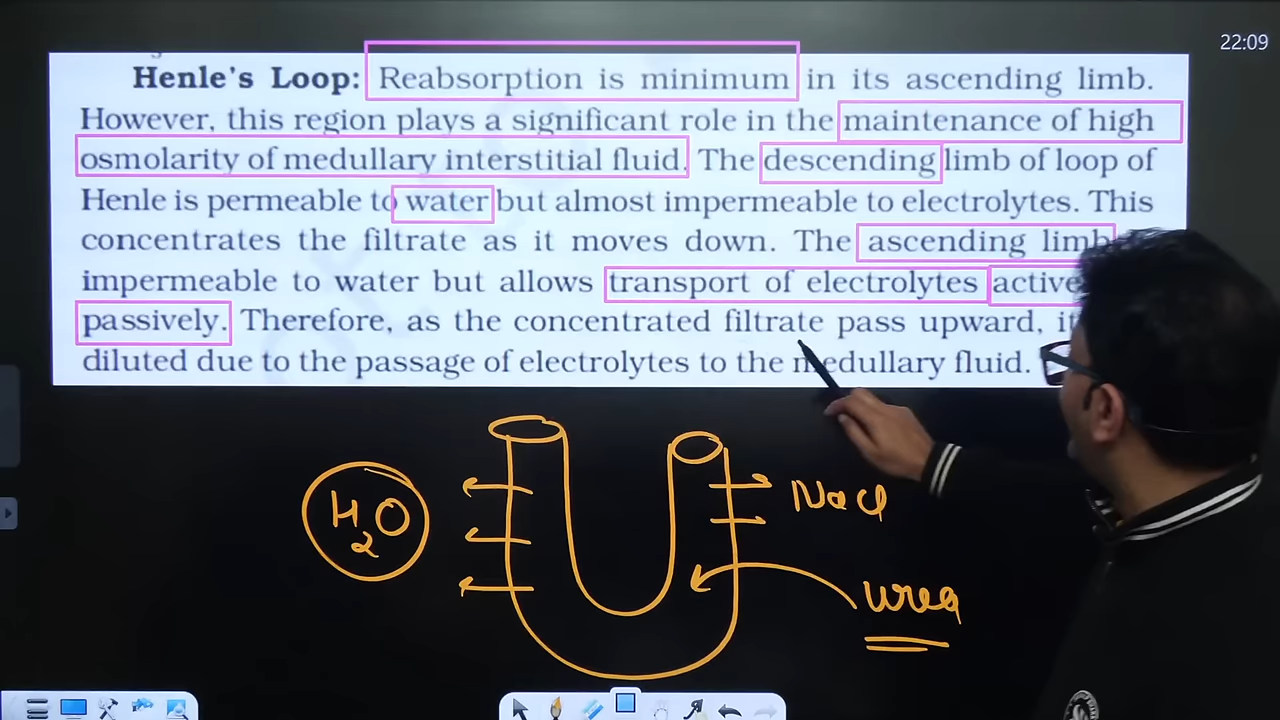 22:09
Henle's Loop: Reabsorption is minimum in its ascending limb.
However, this region plays a significant role in the maintenance of high
osmolarity of medullary interstitial fluid. The descending limb of loop of
Henle is permeable to water but almost impermeable to electrolytes. This
concentrates the filtrate as it moves down. The ascending limb
impermeable to water but allows transport of electrolytes
passively. Therefore, as the concentrated filtrate pass upward,
diluted due to the passage of electrolytes to the medullary fluid.
H2O
NaCl
Urea